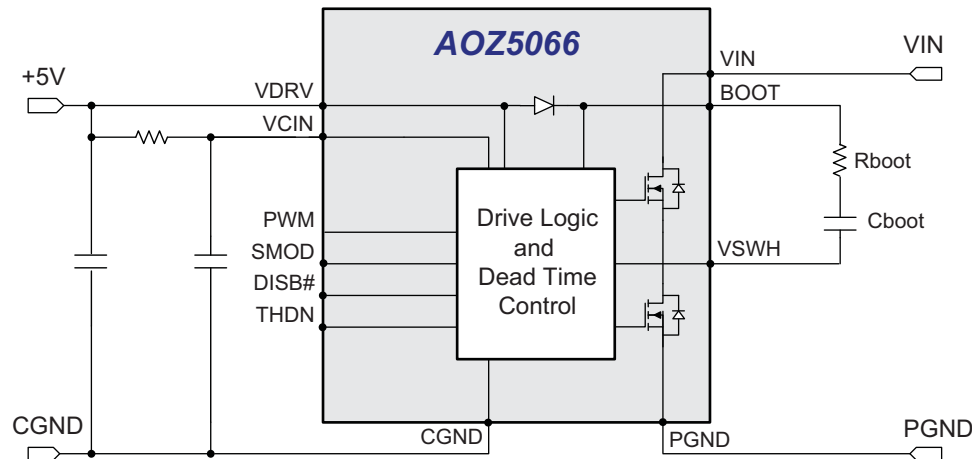 AOZ5066
VIN
VIN
+5V
VDRV
BOOT
VCIN
Rboot
Cboot
PWM
SMOD
DISB#
THDN
Drive Logic
and
Dead Time
Control
VSWH
CGND
CGND
PGND
PGND